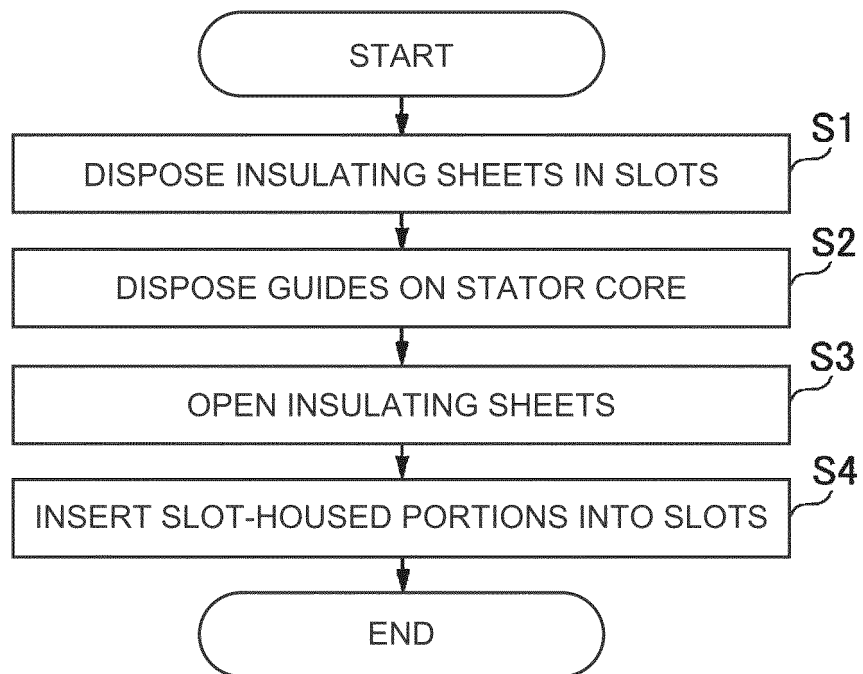 START
S1
DISPOSE INSULATING SHEETS IN SLOTS
S2
DISPOSE GUIDES ON STATOR CORE
S3
OPEN INSULATING SHEETS
S4
INSERT SLOT-HOUSED PORTIONS INTO SLOTS
END